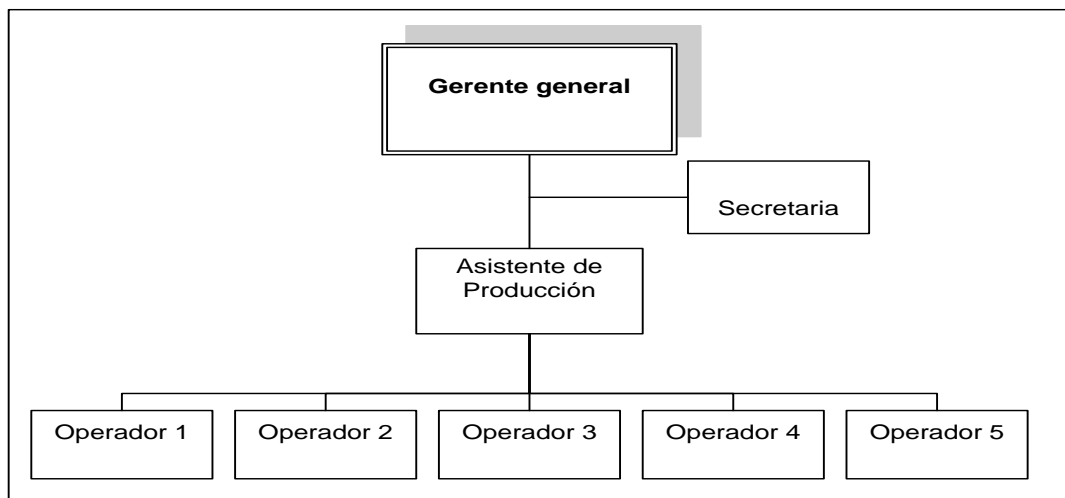 Gerente general
Secretaria
Asistente de
Producción
Operador 1
Operador 2
Operador 3
Operador 4
Operador 5